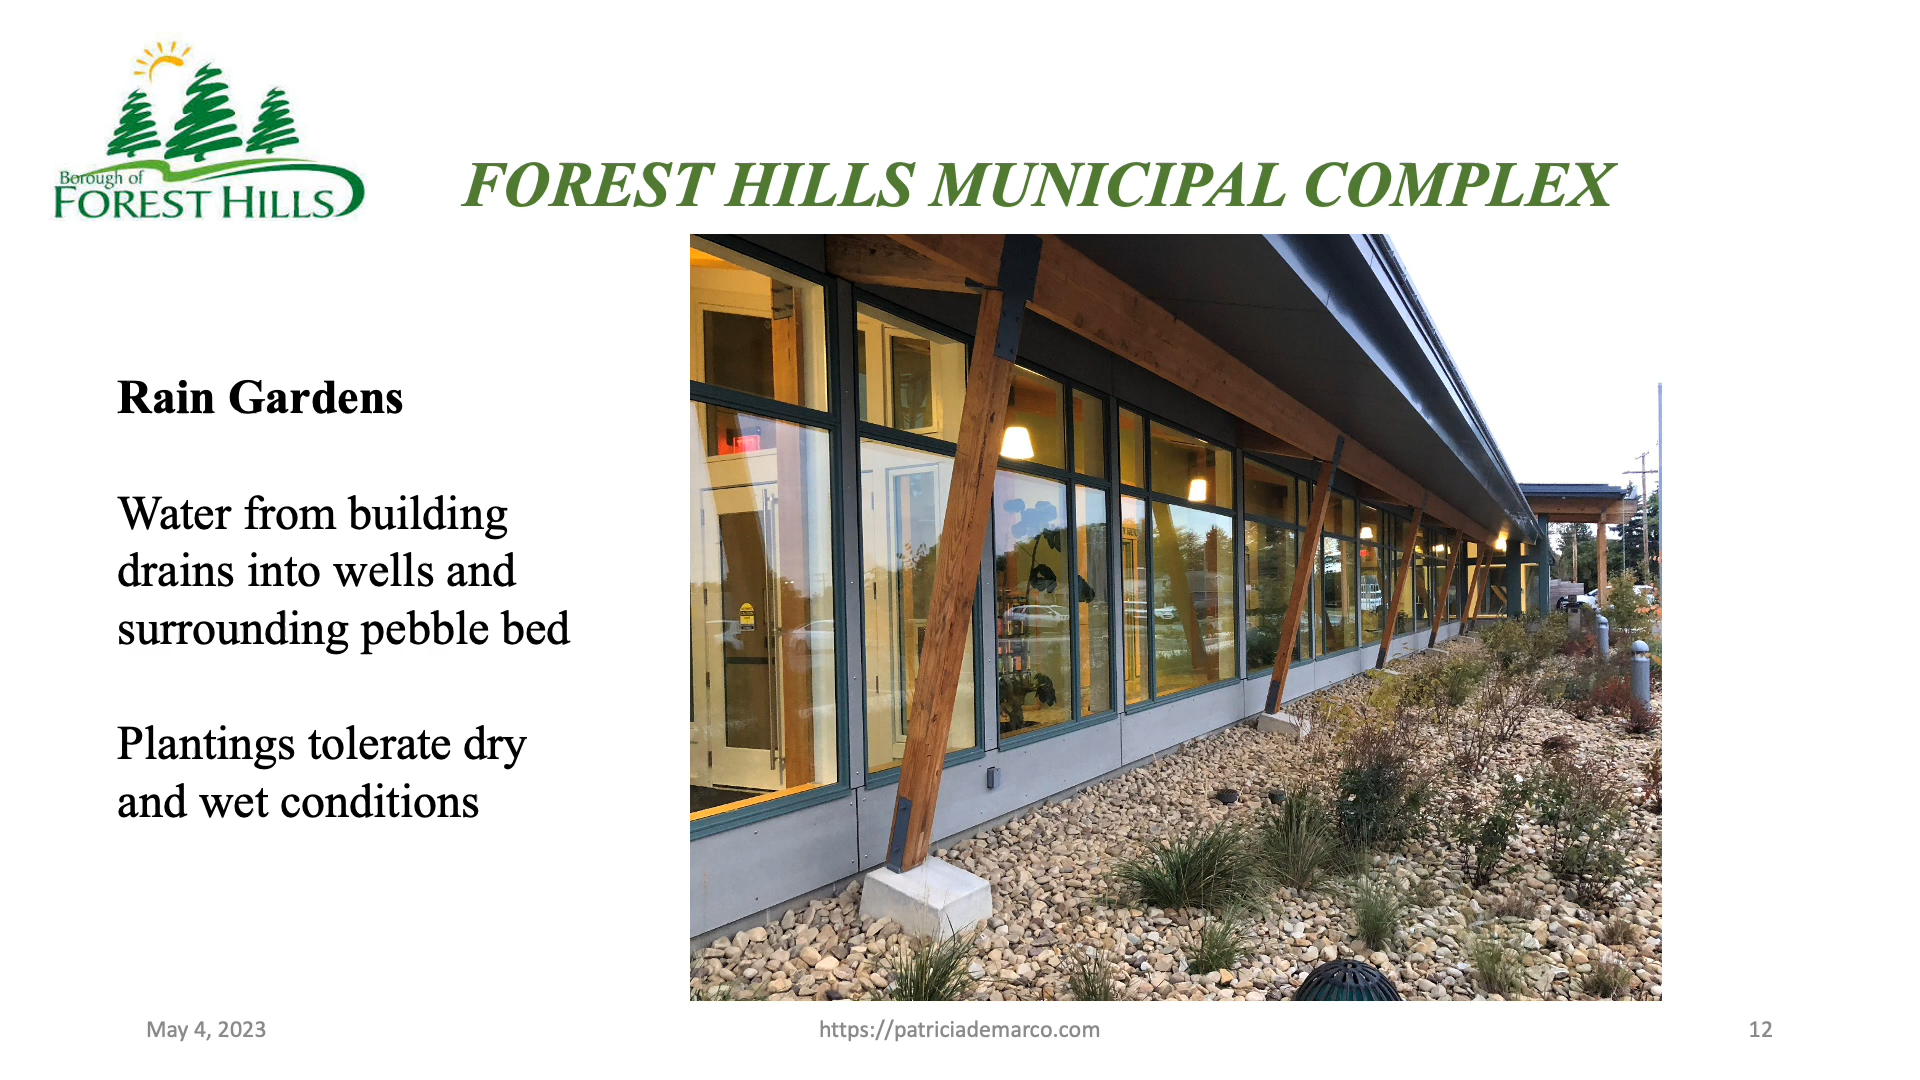 Borough of
FOREST HILLS
FOREST HILLS MUNICIPAL COMPLEX
Rain Gardens
Water from building
drains into wells and
surrounding pebble bed
Plantings tolerate dry
and wet conditions
May 4, 2023
https://patriciademarco.com
12